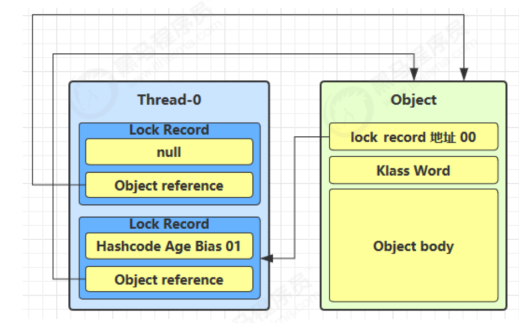 Thread-0
Lock Record
null
Object reference
Lock Record
Hashcode Age Bias 01
Object reference
Object
lock record 地址 00
Klass Word
Object body